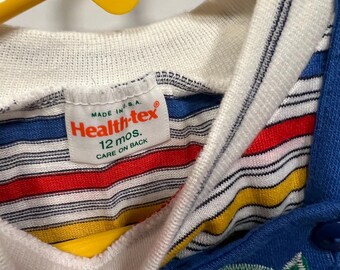 MADE IN U.S.A.
Health-tex®
12 mos.
CARE ON BACK